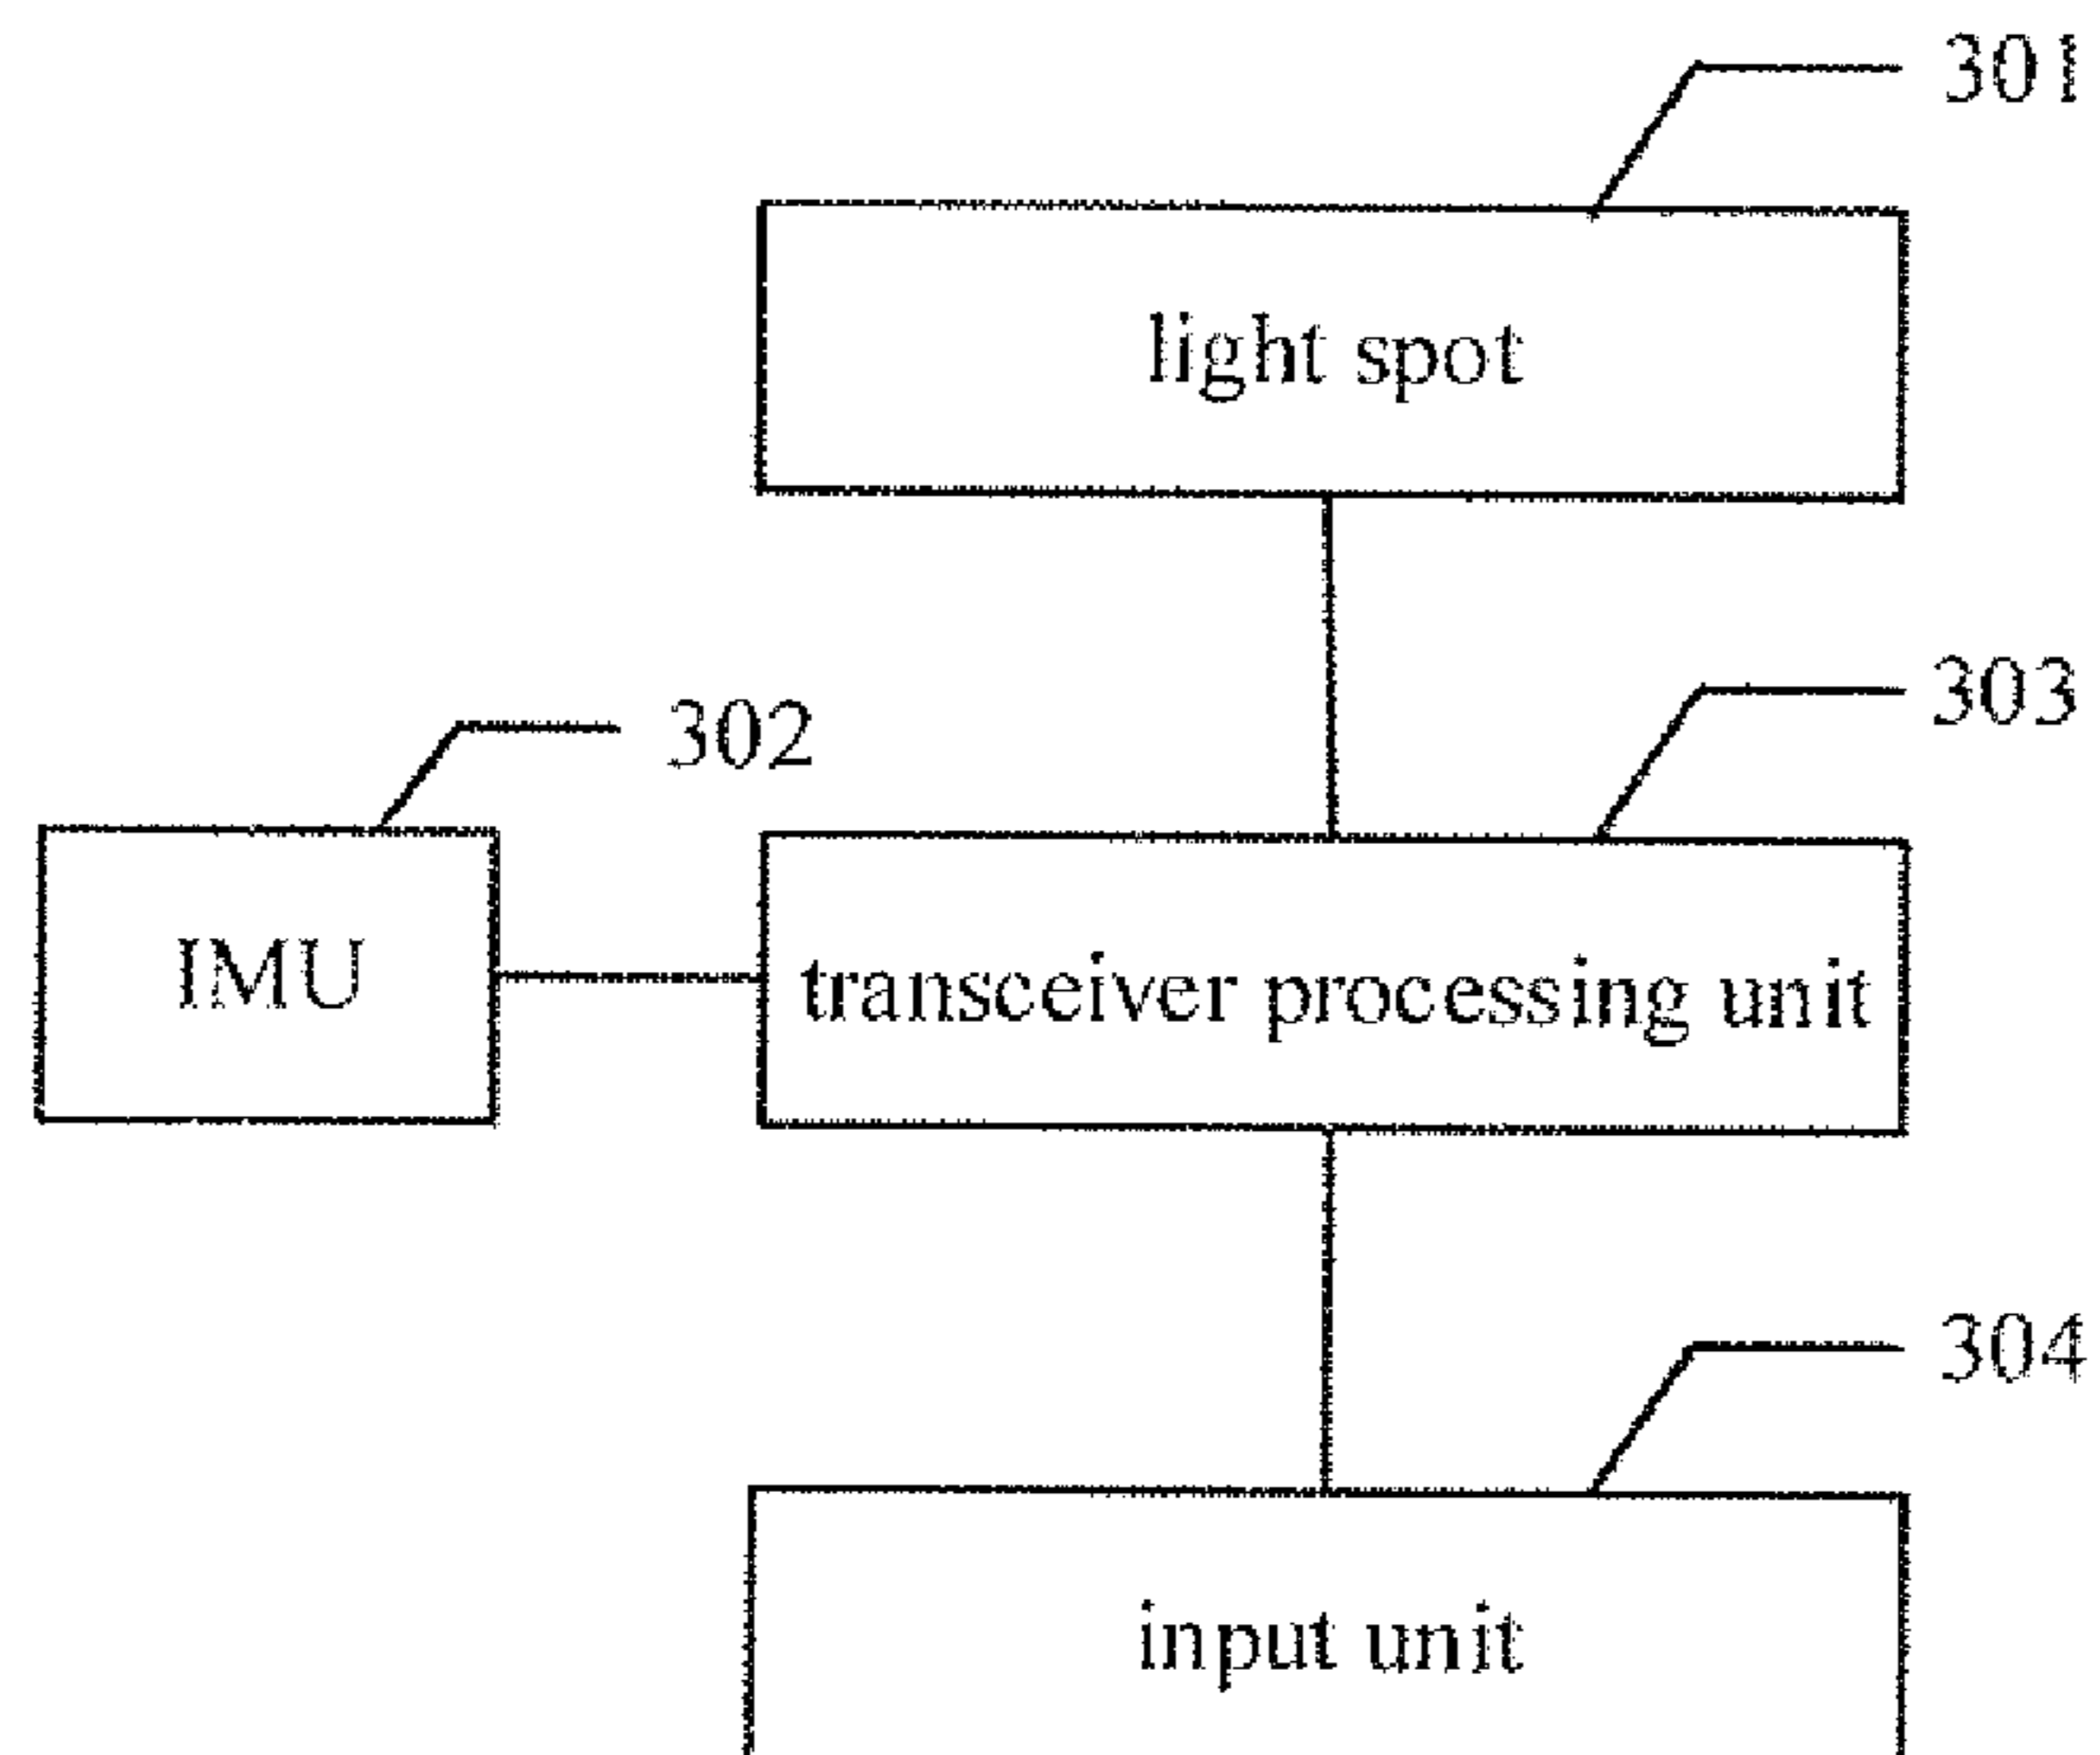 301
light spot
303
302
IMU
transceiver processing unit
304
input unit